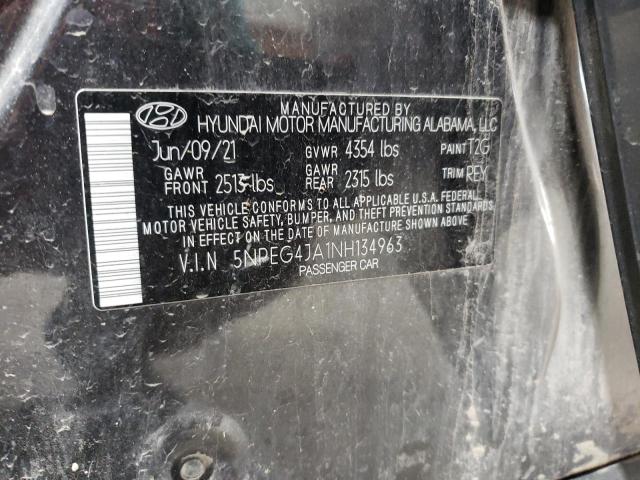 MANUFACTURED BY
HYUNDAI MOTOR MANUFACTURING ALABAMA, LLC
Jun/09/21 GVWR 4354 lbs PAINT T2G
GAWR FRONT 2513 lbs GAWR REAR 2315 lbs TRIM REY
THIS VEHICLE CONFORMS TO ALL APPLICABLE U.S.A. FEDERAL
MOTOR VEHICLE SAFETY, BUMPER, AND THEFT PREVENTION STANDARDS
IN EFFECT ON THE DATE OF MANUFACTURE SHOWN ABOVE.
V.I.N 5NPEG4JA1NH134963
PASSENGER CAR